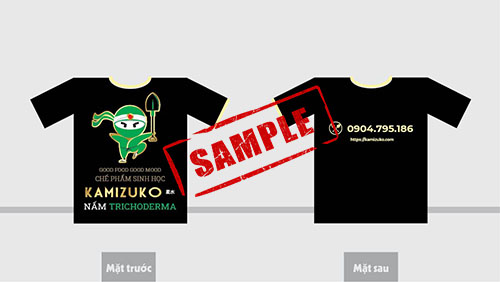 GOOD FOOD GOOD MOOD
CHẾ PHẨM SINH HỌC
KAMIZUKO
NẤM TRICHODERMA
SAMPLE
0904.795.186
https://kamizuko.com
Mặt trước
Mặt sau